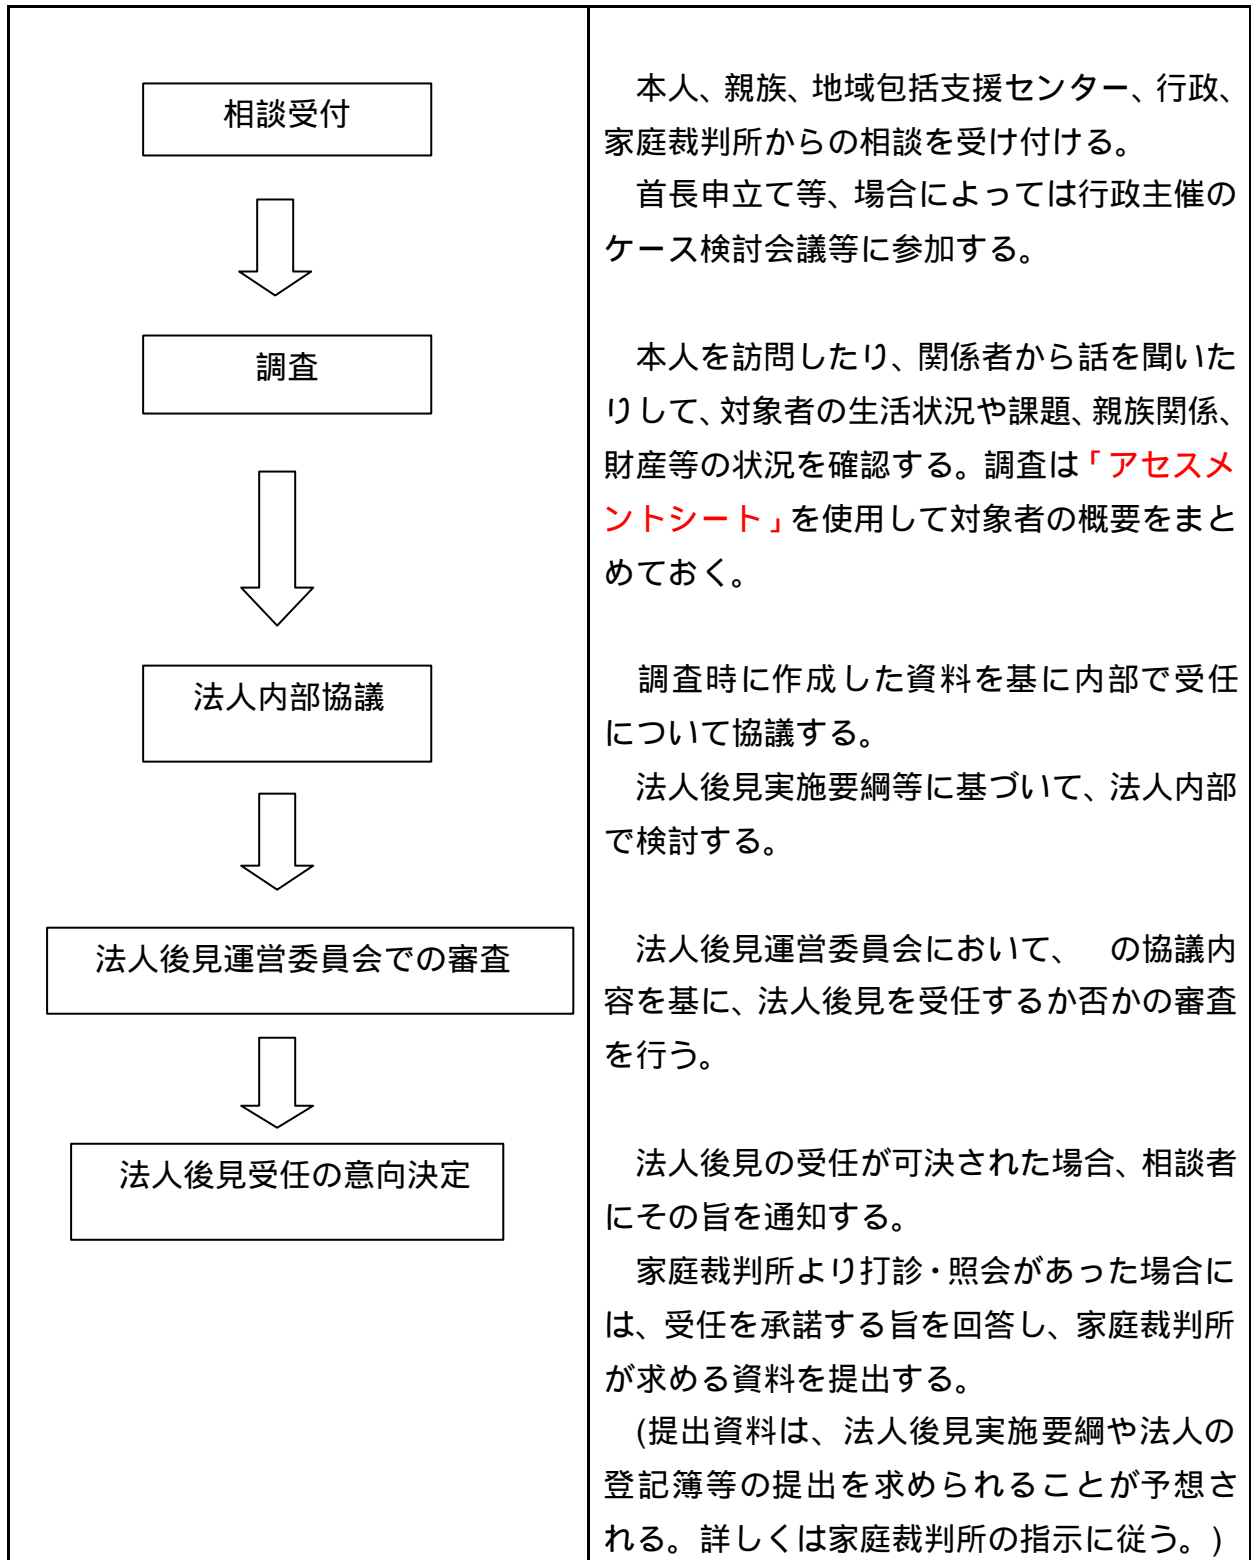 相談受付
本人、親族、地域包括支援センター、行政、
家庭裁判所からの相談を受け付ける。
首長申立て等、場合によっては行政主催の
ケース検討会議等に参加する。
調査
本人を訪問したり、関係者から話を聞いた
りして、対象者の生活状況や課題、親族関係、
財産等の状況を確認する。調査は「アセスメ
ントシート」を使用して対象者の概要をまと
めておく。
法人内部協議
調査時に作成した資料を基に内部で受任
について協議する。
法人後見実施要綱等に基づいて、法人内部
で検討する。
法人後見運営委員会での審査
法人後見運営委員会において、　の協議内
容を基に、法人後見を受任するか否かの審査
を行う。
法人後見受任の意向決定
法人後見の受任が可決された場合、相談者
にその旨を通知する。
家庭裁判所より打診・照会があった場合に
は、受任を承諾する旨を回答し、家庭裁判所
が求める資料を提出する。
(提出資料は、法人後見実施要綱や法人の
登記簿等の提出を求められることが予想さ
れる。詳しくは家庭裁判所の指示に従う。)